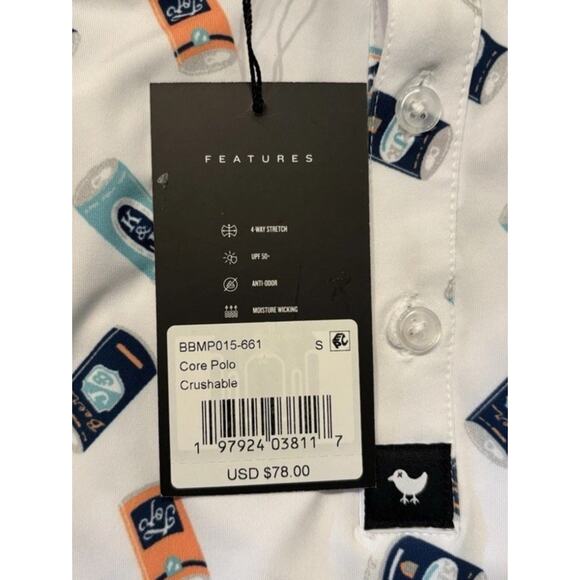 FEATURES
4-WAY STRETCH
UPF 50+
ANTI-ODOR
MOISTURE WICKING
BBMP015-661 S
Core Polo
Crushable
1 97924 03811 7
USD $78.00
Beer